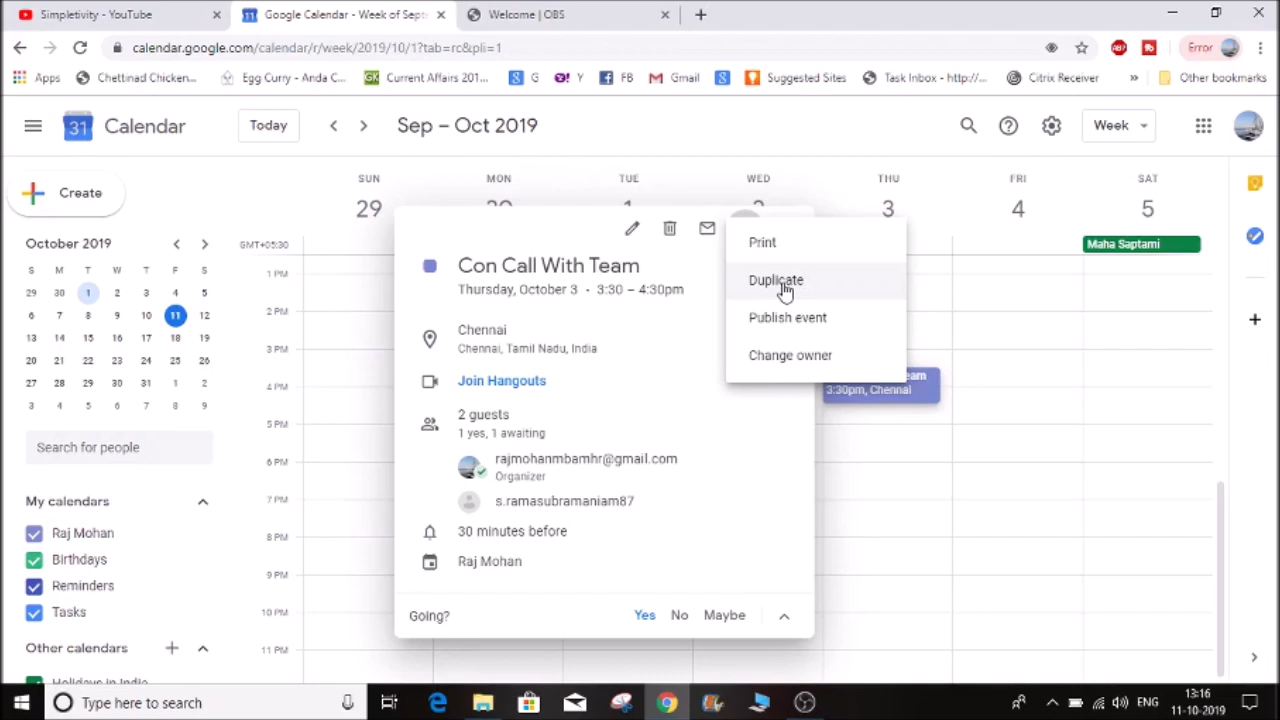 Simpletivity - YouTube
Google Calendar - Week of Sept
Welcome | OBS
calendar.google.com/calendar/r/week/2019/10/1?tab=rc&pli=1
ABP
Error
Apps
Chettinad Chicken...
Egg Curry - Anda C...
GK
Current Affairs 201...
G
Y
FB
Gmail
Suggested Sites
Task Inbox - http://...
Citrix Receiver
»
Other bookmarks
31
Calendar
Today
Sep – Oct 2019
Week
Create
SUN
MON
TUE
WED
THU
FRI
SAT
29
3
4
5
October 2019
GMT+05:30
Maha Saptami
S M T W T F S
29 30 1 2 3 4 5
6 7 8 9 10 11 12
13 14 15 16 17 18 19
20 21 22 23 24 25 26
27 28 29 30 31 1 2
3 4 5 6 7 8 9
1 PM
2 PM
3 PM
4 PM
5 PM
6 PM
7 PM
8 PM
9 PM
10 PM
11 PM
Search for people
My calendars
Raj Mohan
Birthdays
Reminders
Tasks
Other calendars
Holidays in India
Con Call With Team
Thursday, October 3 · 3:30 – 4:30pm
Chennai
Chennai, Tamil Nadu, India
Join Hangouts
2 guests
1 yes, 1 awaiting
rajmohanmbamhr@gmail.com
Organizer
s.ramasubramaniam87
30 minutes before
Raj Mohan
Going?
Yes
No
Maybe
Print
Duplicate
Publish event
Change owner
3:30pm, Chennai
Type here to search
ENG
13:16
11-10-2019